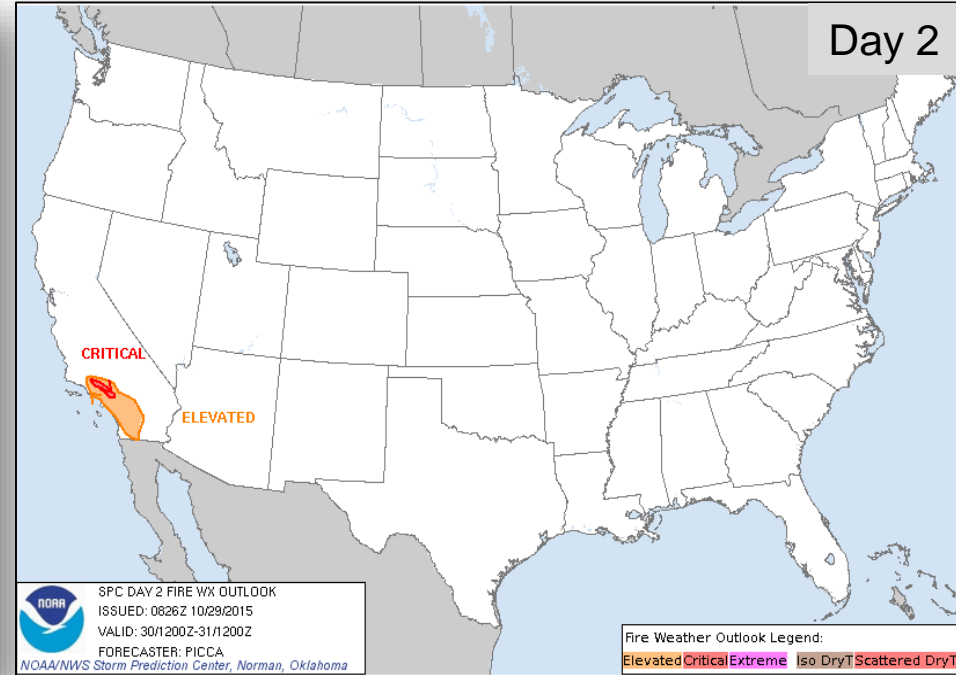 Day 2
CRITICAL
ELEVATED
NOAA
SPC DAY 2 FIRE WX OUTLOOK
ISSUED: 0826Z 10/29/2015
VALID: 30/1200Z-31/1200Z
FORECASTER: PICCA
NOAA/NWS Storm Prediction Center, Norman, Oklahoma
Fire Weather Outlook Legend:
Elevated Critical Extreme Iso DryT Scattered DryT